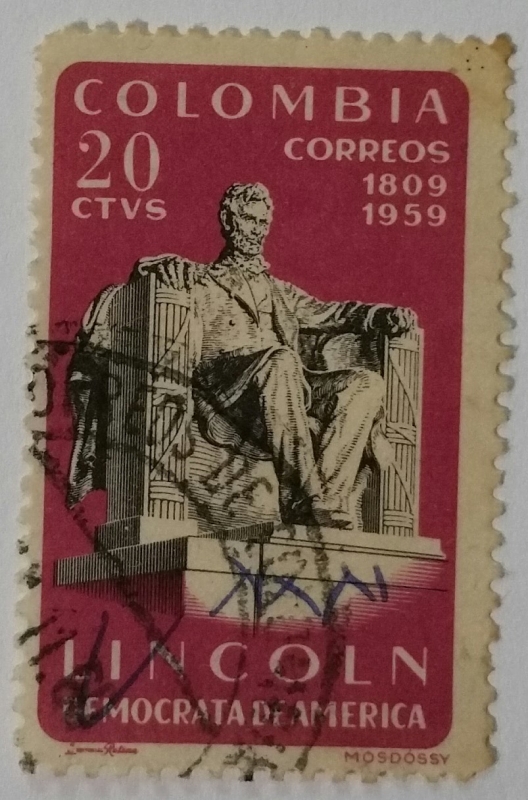 COLOMBIA
20
CTVS
CORREOS
1809
1959
LINCOLN
DEMOCRATA DE AMERICA
MOSDÓSSY